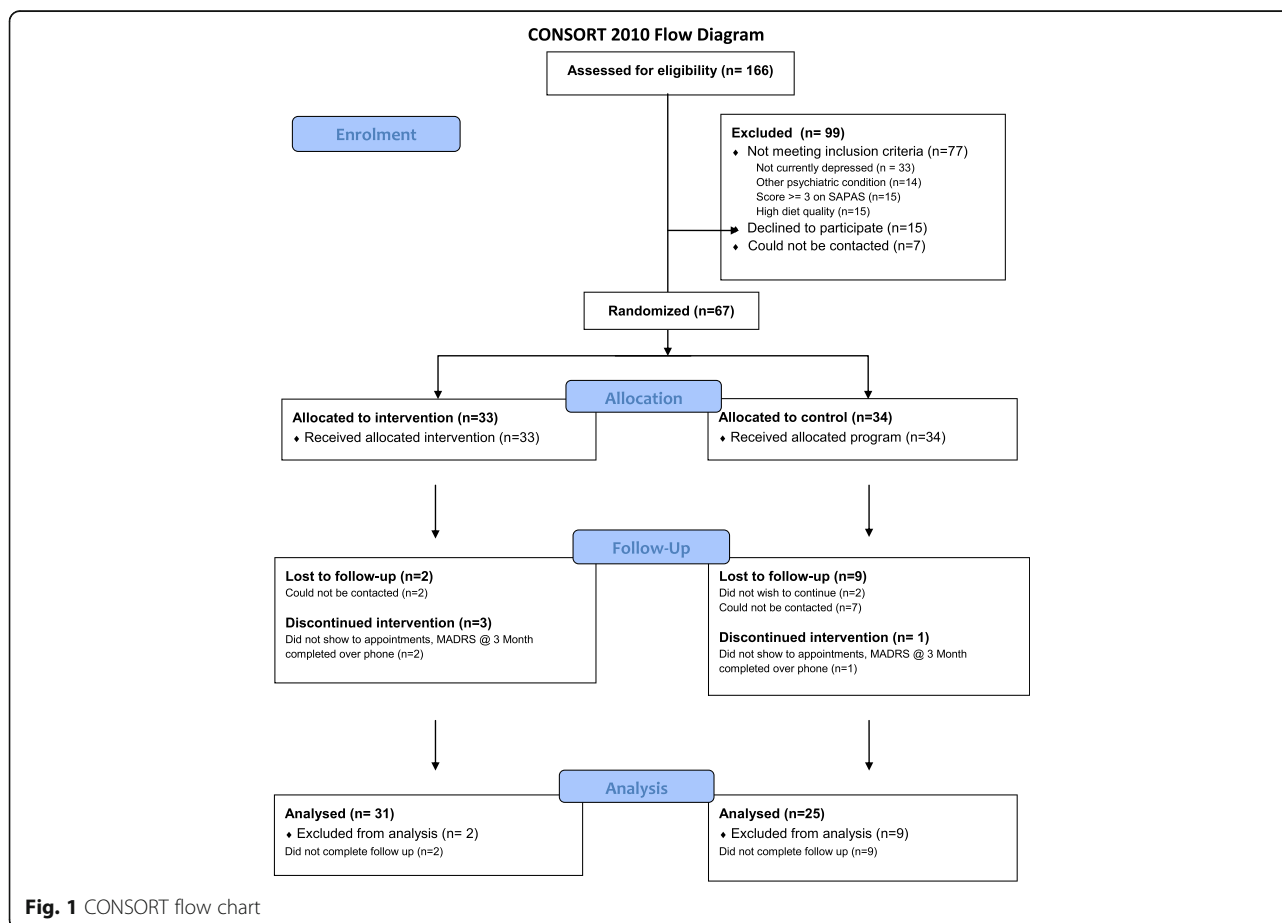 CONSORT 2010 Flow Diagram
Assessed for eligibility (n= 166)
Enrolment
Excluded (n= 99)
♦ Not meeting inclusion criteria (n=77)
Not currently depressed (n = 33)
Other psychiatric condition (n=14)
Score >= 3 on SAPAS (n=15)
High diet quality (n=15)
♦ Declined to participate (n=15)
♦ Could not be contacted (n=7)
Randomized (n=67)
Allocation
Allocated to intervention (n=33)
♦ Received allocated intervention (n=33)
Allocated to control (n=34)
♦ Received allocated program (n=34)
Follow-Up
Lost to follow-up (n=2)
Could not be contacted (n=2)
Discontinued intervention (n=3)
Did not show to appointments, MADRS @ 3 Month
completed over phone (n=2)
Lost to follow-up (n=9)
Did not wish to continue (n=2)
Could not be contacted (n=7)
Discontinued intervention (n= 1)
Did not show to appointments, MADRS @ 3 Month
completed over phone (n=1)
Analysis
Analysed (n= 31)
♦ Excluded from analysis (n= 2)
Did not complete follow up (n=2)
Analysed (n=25)
♦ Excluded from analysis (n=9)
Did not complete follow up (n=9)
Fig. 1 CONSORT flow chart